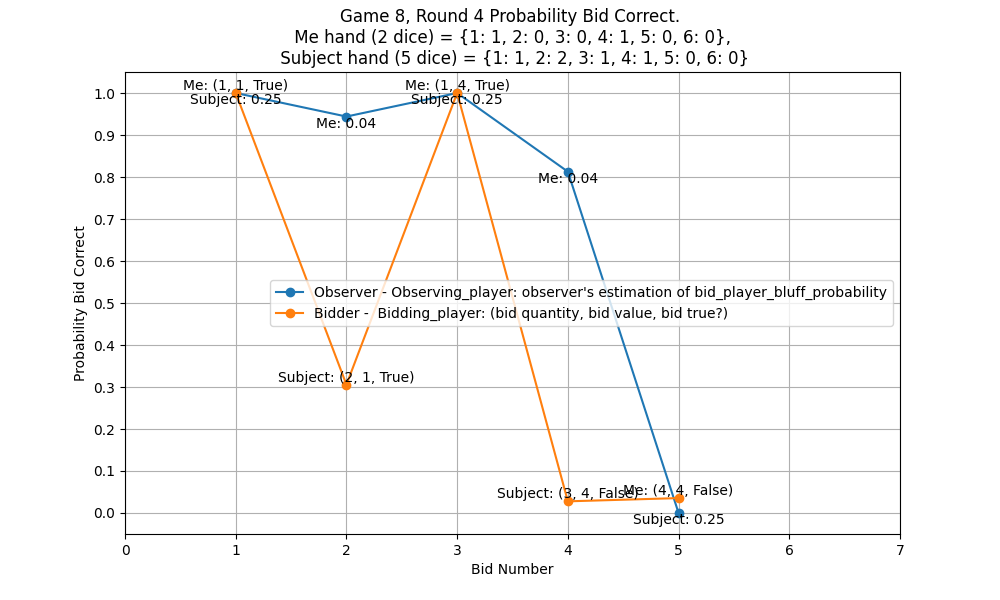 Game 8, Round 4 Probability Bid Correct.
Me hand (2 dice) = {1: 1, 2: 0, 3: 0, 4: 1, 5: 0, 6: 0},
Subject hand (5 dice) = {1: 1, 2: 2, 3: 1, 4: 1, 5: 0, 6: 0}
Probability Bid Correct
1.0
0.9
0.8
0.7
0.6
0.5
0.4
0.3
0.2
0.1
0.0
Me: (1, 1, True)
Subject: 0.25
Me: 0.04
Me: (1, 4, True)
Subject: 0.25
Me: 0.04
Observer - Observing_player: observer's estimation of bid_player_bluff_probability
Bidder -  Bidding_player: (bid quantity, bid value, bid true?)
Subject: (2, 1, True)
Subject: (3, 4, False)
Me: (4, 4, False)
Subject: 0.25
0
1
2
3
4
5
6
7
Bid Number